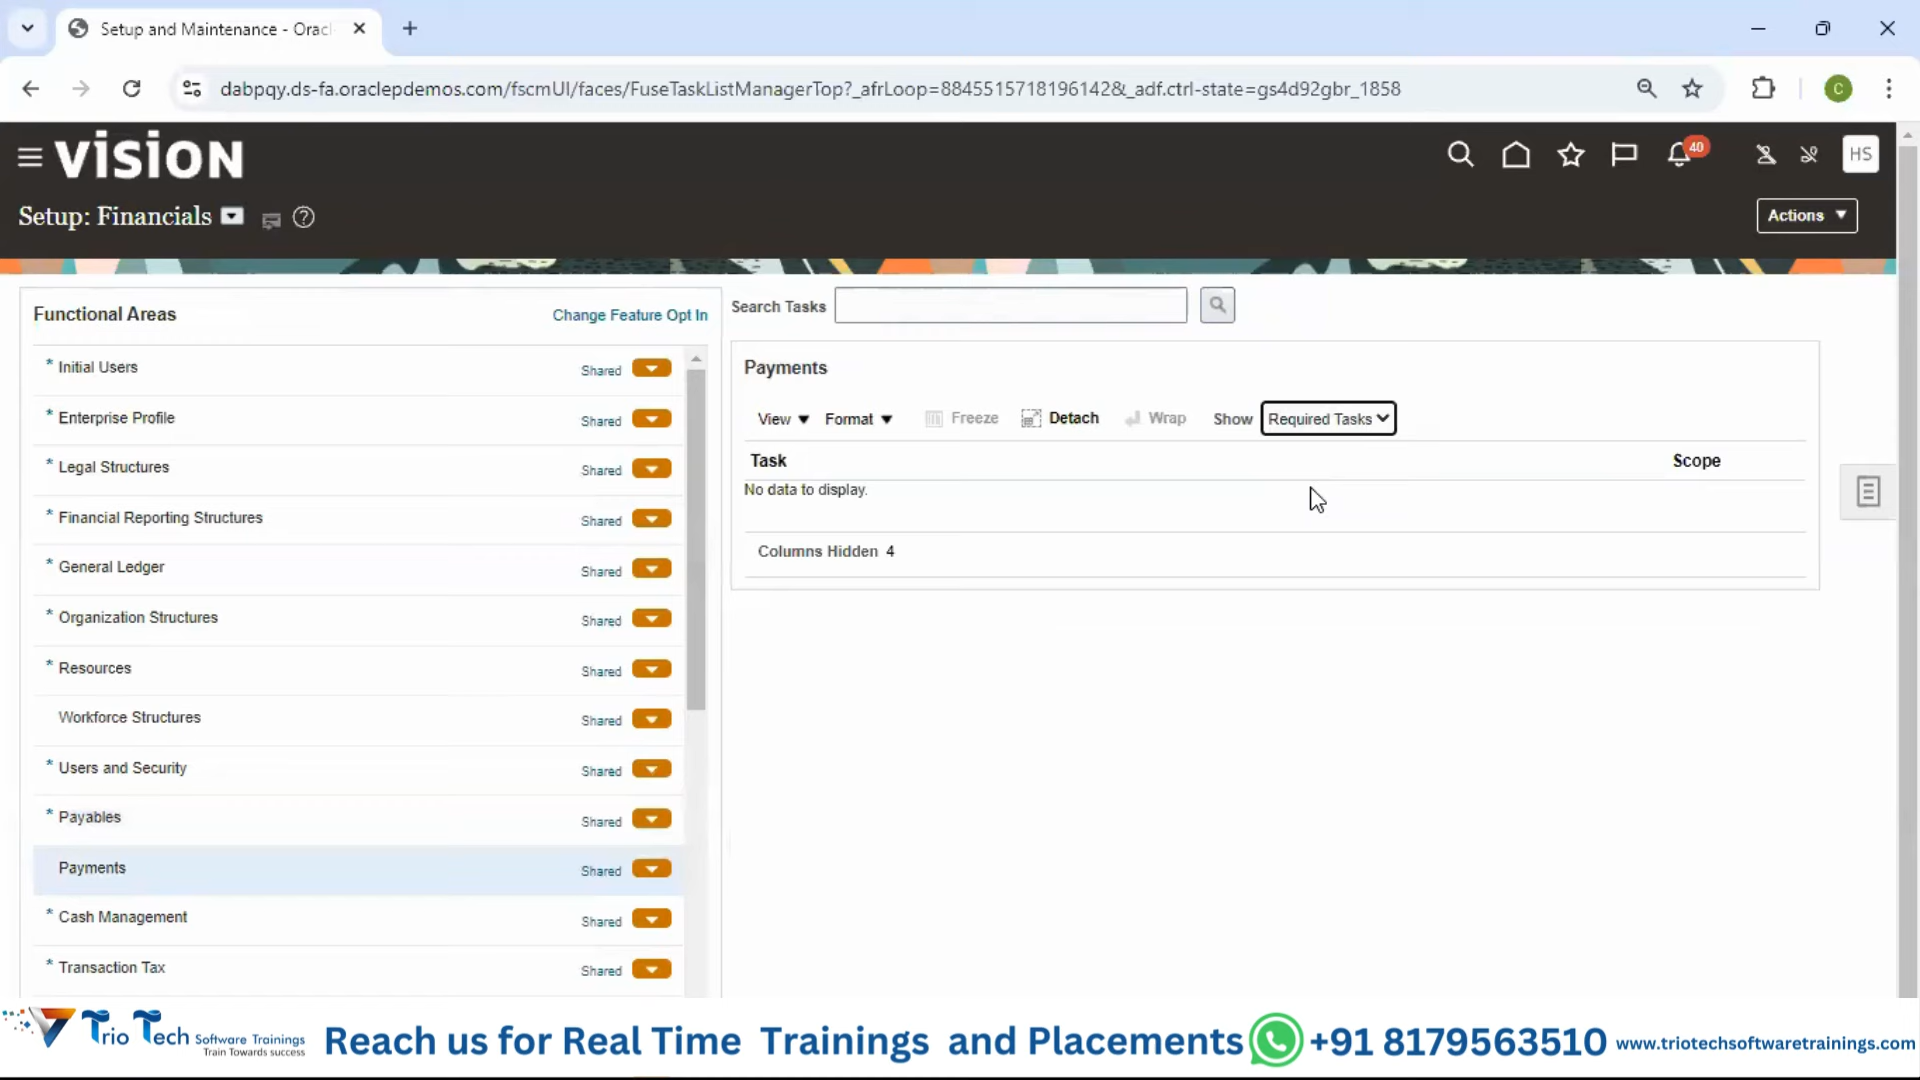 Setup and Maintenance - Orac
dabpqy.ds-fa.oraclepdemos.com/fscmUI/faces/FuseTaskListManagerTop?_afrLoop=88455157181961428&_adf.ctrl-state=gs4d92gbr_1858
C
VISION
40
HS
Setup: Financials
Actions
Functional Areas
Change Feature Opt In
Search Tasks
* Initial Users Shared
* Enterprise Profile Shared
* Legal Structures Shared
* Financial Reporting Structures Shared
* General Ledger Shared
* Organization Structures Shared
* Resources Shared
Workforce Structures Shared
* Users and Security Shared
* Payables Shared
Payments Shared
* Cash Management Shared
* Transaction Tax Shared
Payments
View Format Freeze Detach Wrap Show Required Tasks
Task Scope
No data to display.
Columns Hidden 4
Trio Tech Software Trainings
Train Towards success
Reach us for Real Time Trainings and Placements +91 8179563510 www.triotechsoftwaretrainings.com